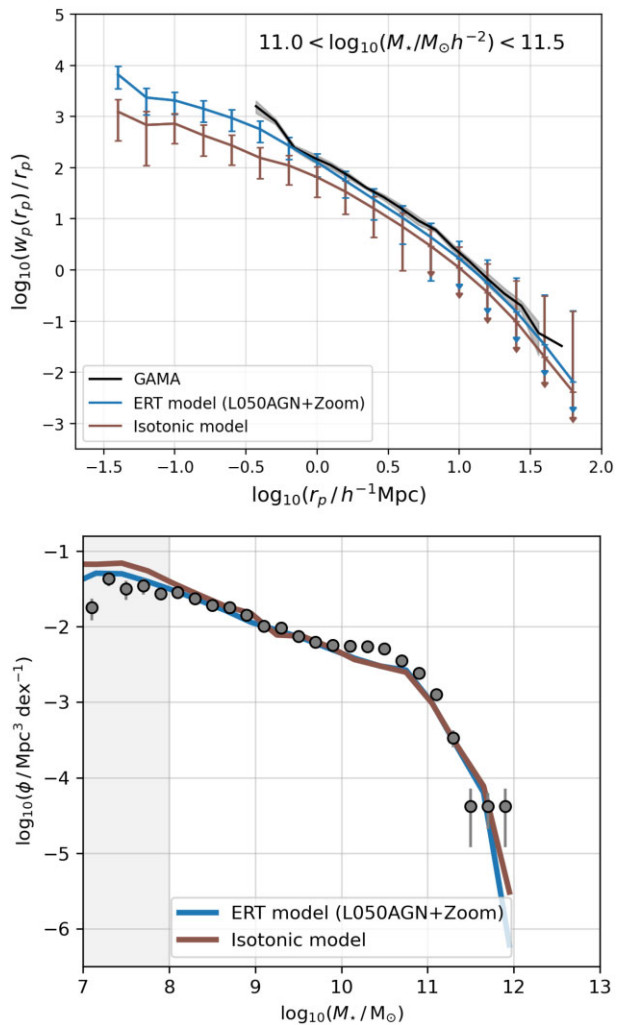 11.0 < log₁₀(M⋆/M⊙h⁻²) < 11.5
log₁₀(wₚ(rₚ)/rₚ)
5
4
3
2
1
0
−1
−2
−3
GAMA
ERT model (L050AGN+Zoom)
Isotonic model
−1.5 −1.0 −0.5 0.0 0.5 1.0 1.5 2.0
log₁₀(rₚ / h⁻¹Mpc)
log₁₀(ϕ / Mpc³ dex⁻¹)
−1
−2
−3
−4
−5
−6
ERT model (L050AGN+Zoom)
Isotonic model
7 8 9 10 11 12 13
log₁₀(M⋆ / M⊙)